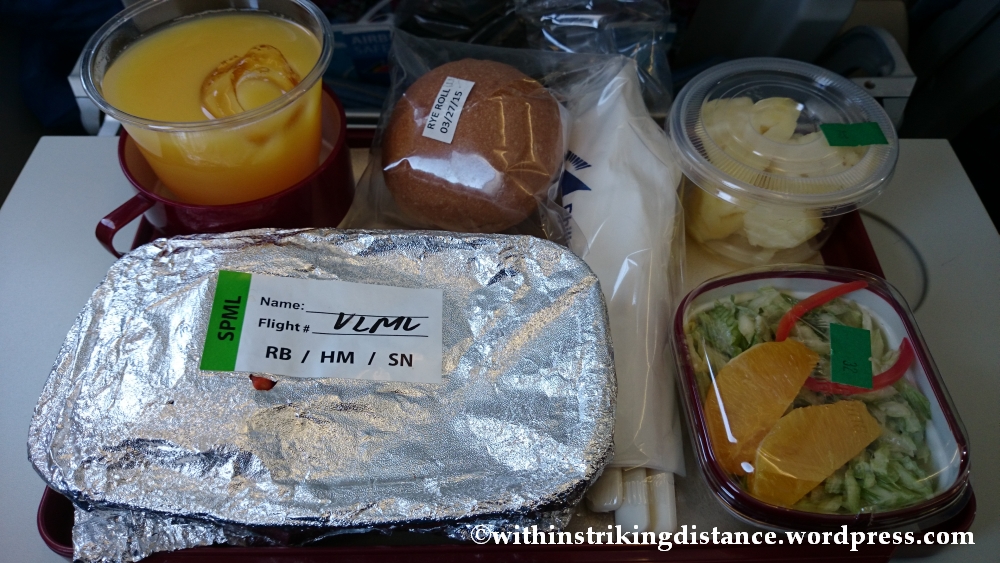 RYE ROLL
03/27/15
SPML
Name:
Flight # VLML
RB / HM / SN
©withinstrikingdistance.wordpress.com